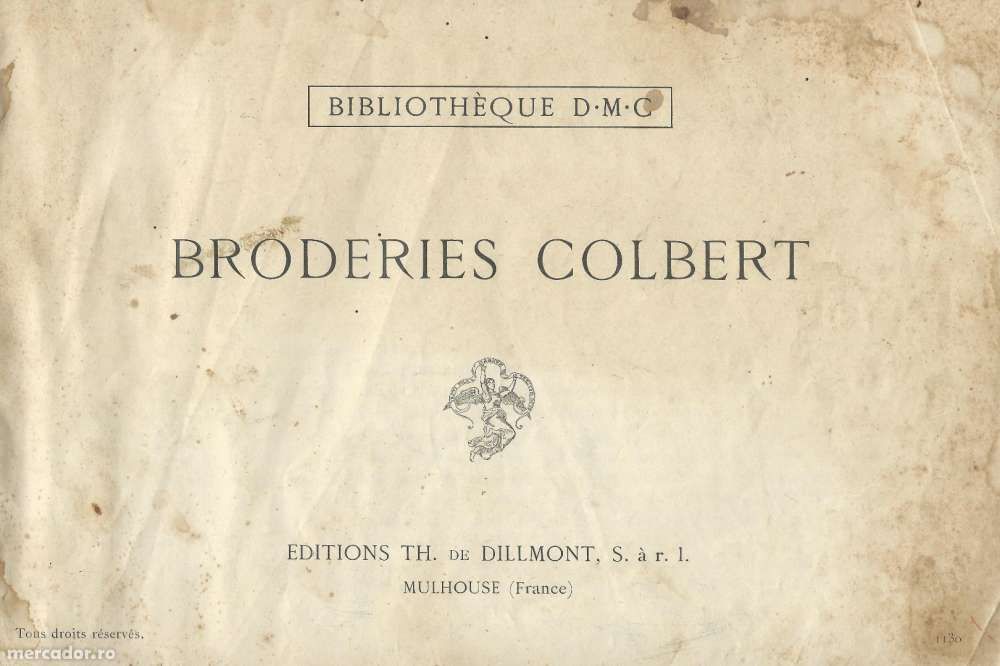 BIBLIOTHÈQUE D·M·C
BRODERIES COLBERT
EDITIONS TH. DE DILLMONT, S. à r. l.
MULHOUSE (France)
Tous droits réservés.
1130
mercador.ro